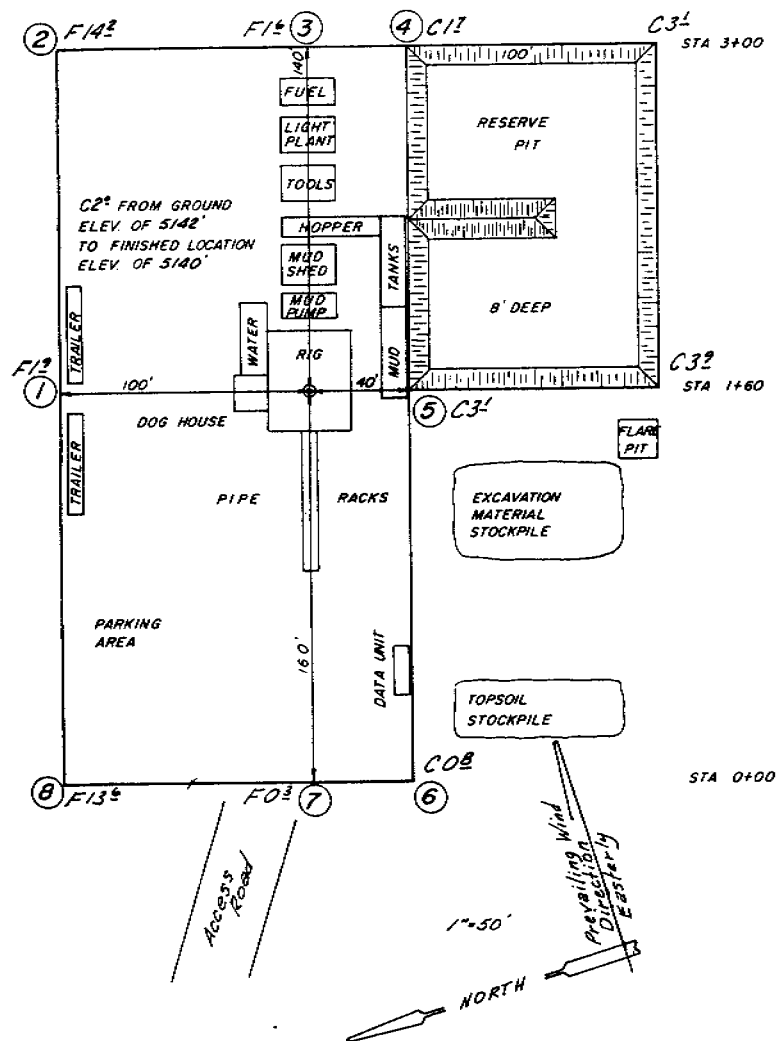 2 F14² F1⁶ 3 4 C1⁷ C3¹
STA 3+00
140'
100'
FUEL
LIGHT
PLANT
TOOLS
RESERVE
PIT
C2⁰ FROM GROUND
ELEV. OF 5142'
TO FINISHED LOCATION
ELEV. OF 5140'
HOPPER
MUD
SHED
TANKS
MUD
PUMP
8' DEEP
TRAILER
WATER
RIG
MUD
F1⁹
1
100'
40'
C3⁹
STA 1+60
5 C3¹
DOG HOUSE
FLARE
PIT
TRAILER
PIPE RACKS
EXCAVATION
MATERIAL
STOCKPILE
PARKING
AREA
160'
DATA UNIT
TOPSOIL
STOCKPILE
C0⁸
STA 0+00
8 F13⁶ F0³ 7 6
Access
Road
Prevailing Wind
Direction
Easterly
1"=50'
NORTH